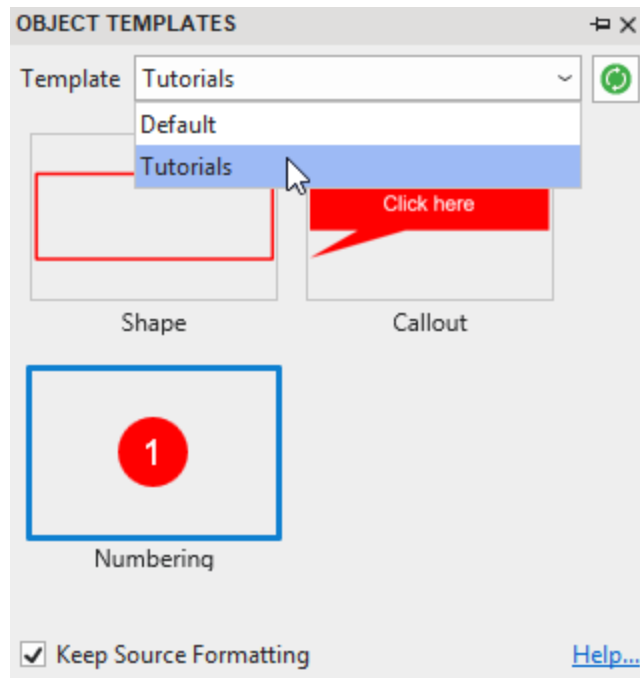 OBJECT TEMPLATES
Template Tutorials
Default
Tutorials
Click here
Shape Callout
1
Numbering
Keep Source Formatting Help...